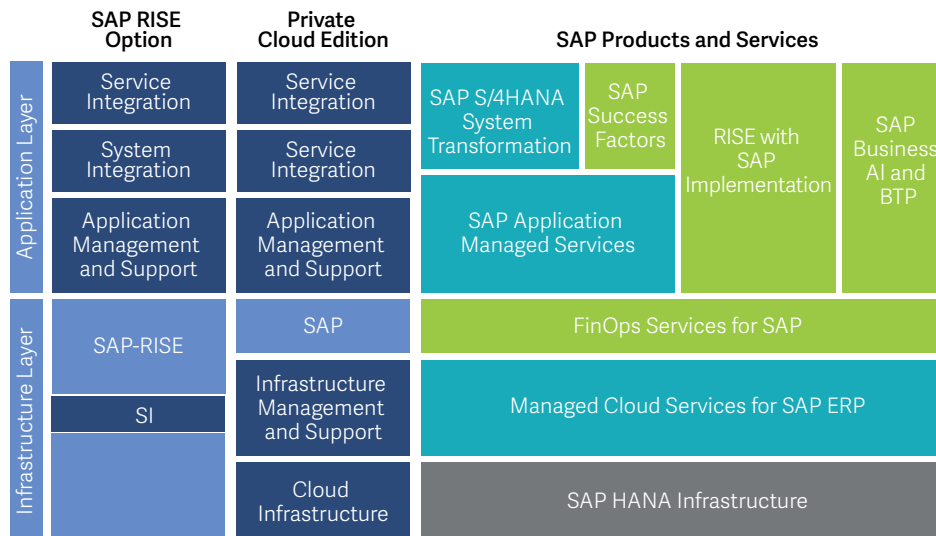 SAP RISE
Option
Private
Cloud Edition
SAP Products and Services
Application Layer
Service
Integration
Service
Integration
SAP S/4HANA
System
Transformation
SAP
Success
Factors
RISE with
SAP
Implementation
SAP
Business
AI and
BTP
System
Integration
Service
Integration
Application
Management
and Support
Application
Management
and Support
SAP Application
Managed Services
Infrastructure Layer
SAP-RISE
SAP
FinOps Services for SAP
SI
Infrastructure
Management
and Support
Managed Cloud Services for SAP ERP
Cloud
Infrastructure
SAP HANA Infrastructure